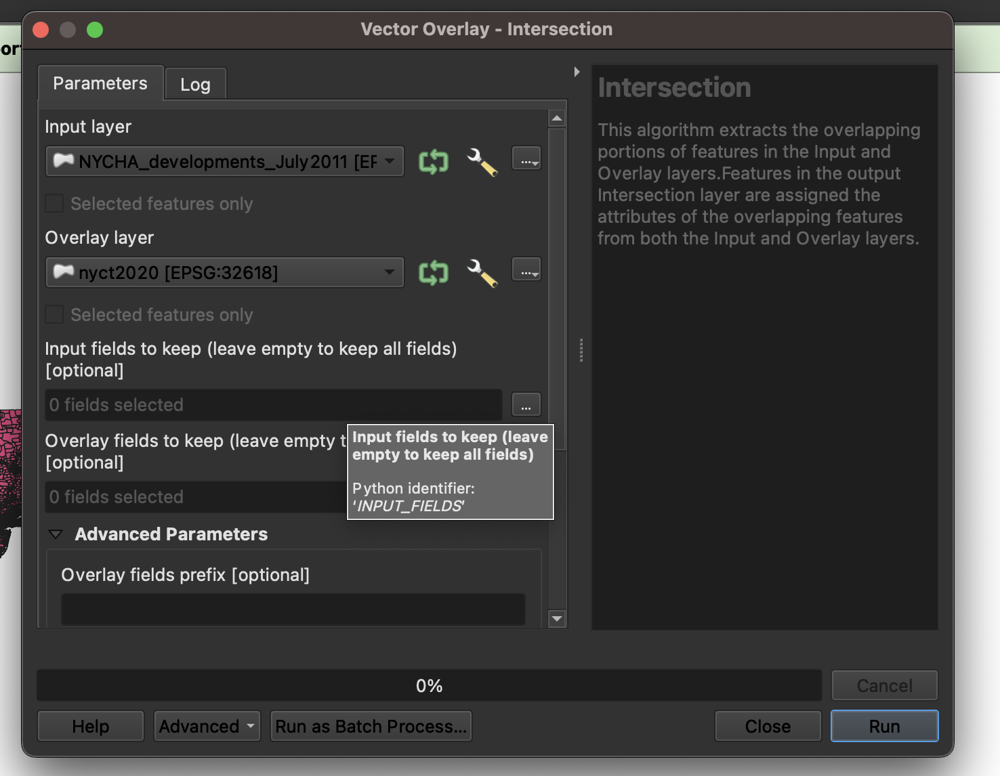 Vector Overlay - Intersection
Parameters
Log
Input layer
NYCHA_developments_July2011 [EP
...
Selected features only
Overlay layer
nyct2020 [EPSG:32618]
...
Selected features only
Input fields to keep (leave empty to keep all fields)
[optional]
0 fields selected
...
Overlay fields to keep (leave empty t
[optional]
0 fields selected
Input fields to keep (leave
empty to keep all fields)
Python identifier:
'INPUT_FIELDS'
Advanced Parameters
Overlay fields prefix [optional]
Intersection
This algorithm extracts the overlapping
portions of features in the Input and
Overlay layers.Features in the output
Intersection layer are assigned the
attributes of the overlapping features
from both the Input and Overlay layers.
0%
Cancel
Help
Advanced
Run as Batch Process...
Close
Run